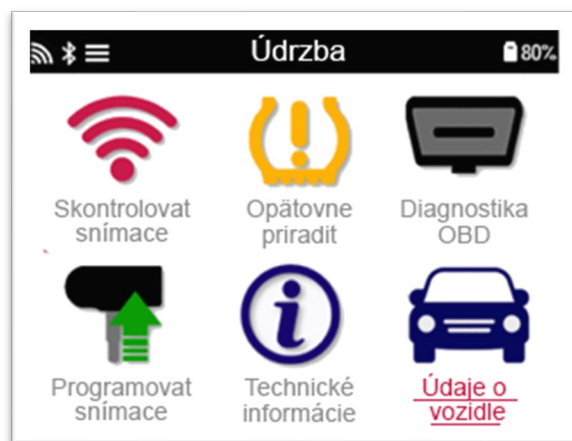 Údrzba
80%
Skontrolovat
snímace
Opätovne
priradit
Diagnostika
OBD
Programovat
snímace
Technické
informácie
Údaje o
vozidle